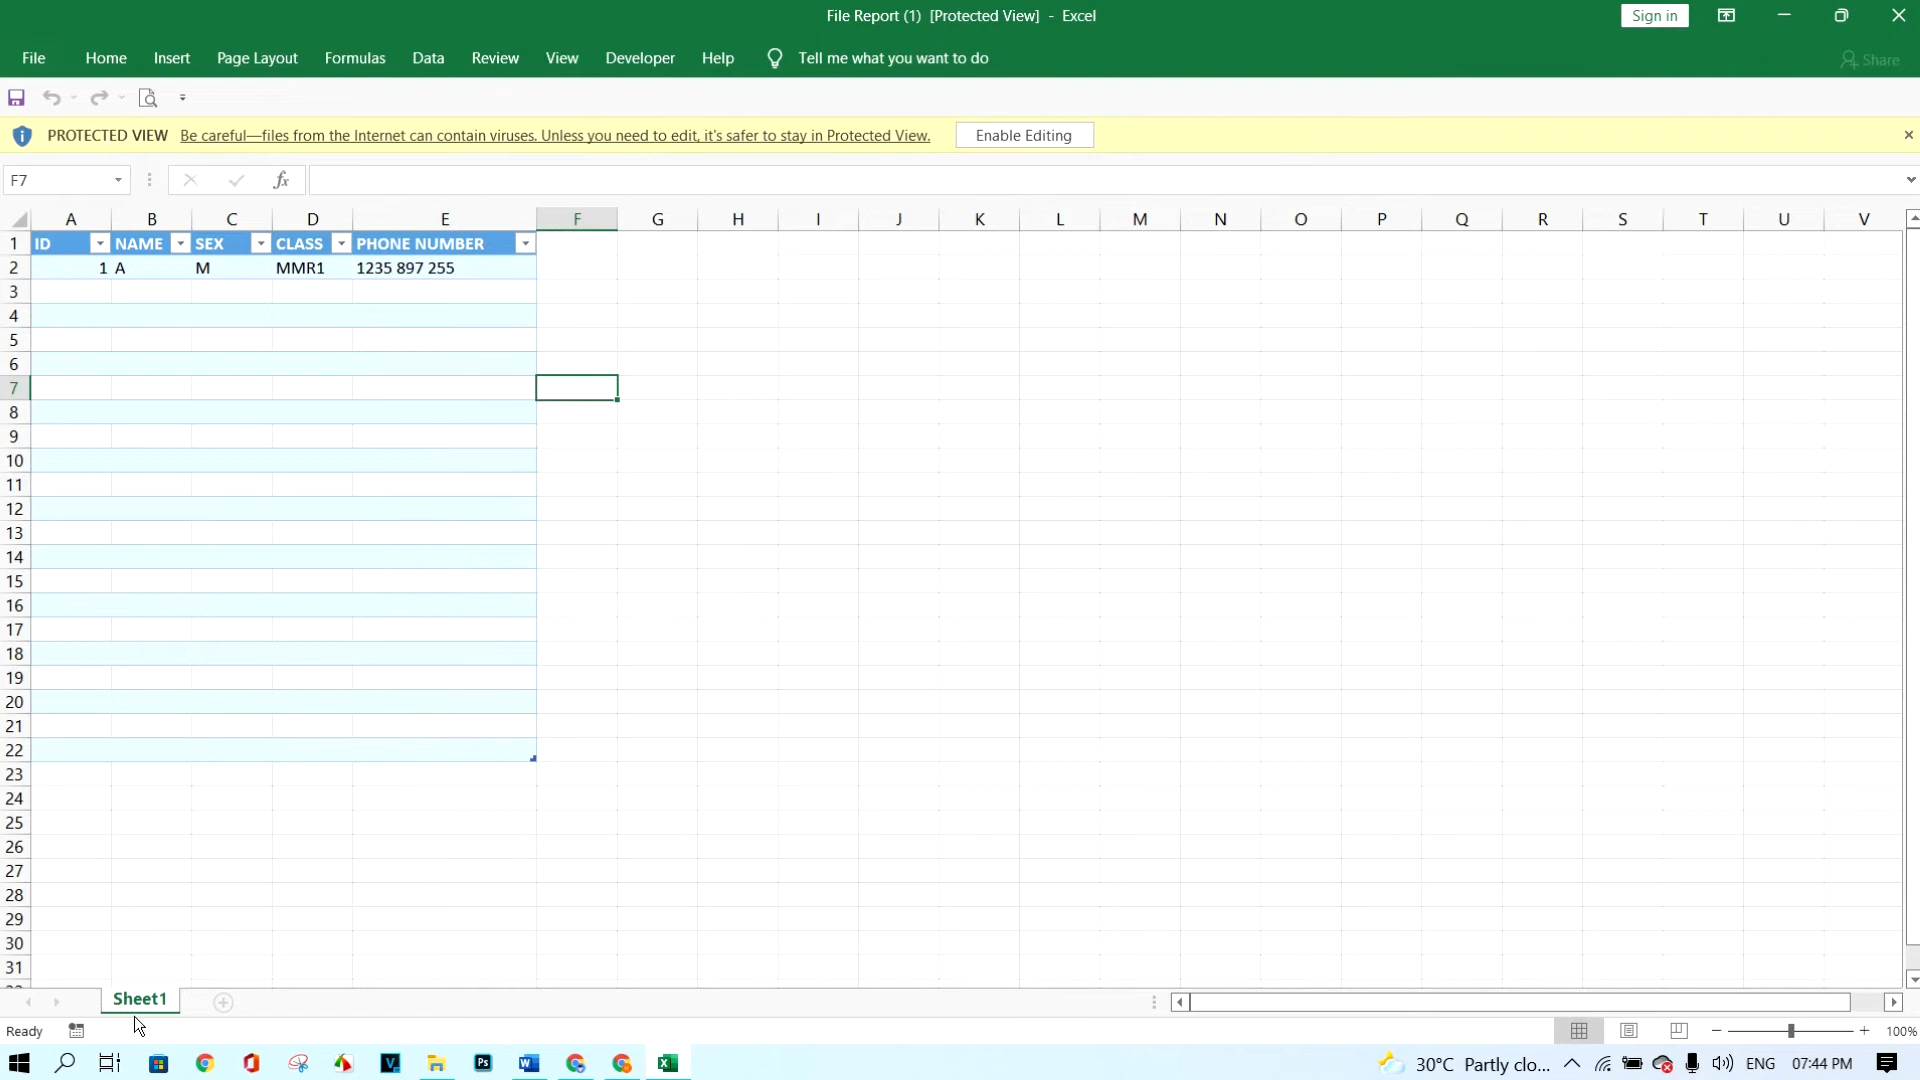 File Report (1)  [Protected View]  -  Excel
Sign in
File Home Insert Page Layout Formulas Data Review View Developer Help Tell me what you want to do
Share
PROTECTED VIEW Be careful—files from the Internet can contain viruses. Unless you need to edit, it's safer to stay in Protected View. Enable Editing
F7
fx
A B C D E F G H I J K L M N O P Q R S T U V
1 ID NAME SEX CLASS PHONE NUMBER
2 1 A M MMR1 1235 897 255
3
4
5
6
7
8
9
10
11
12
13
14
15
16
17
18
19
20
21
22
23
24
25
26
27
28
29
30
31
Sheet1
Ready
100%
30°C Partly clo... ENG 07:44 PM